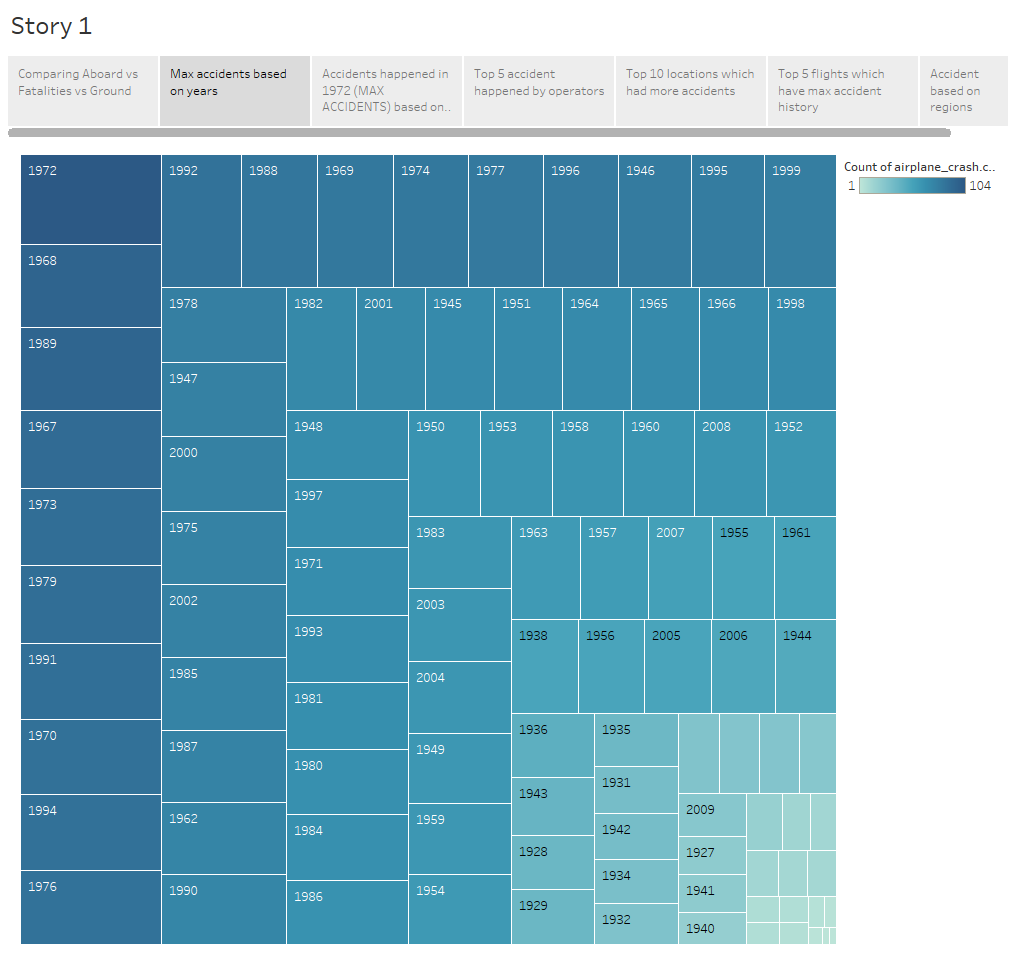 Story 1
Comparing Aboard vs
Fatalities vs Ground
Max accidents based
on years
Accidents happened in
1972 (MAX
ACCIDENTS) based on..
Top 5 accident
happened by operators
Top 10 locations which
had more accidents
Top 5 flights which
have max accident
history
Accident
based on
regions
Count of airplane_crash.c..
1 104
1972 1992 1988 1969 1974 1977 1996 1946 1995 1999
1968
1978 1982 2001 1945 1951 1964 1965 1966 1998
1989
1947
1967 1948 1950 1953 1958 1960 2008 1952
2000
1997
1973
1975 1983 1963 1957 2007 1955 1961
1971
1979
2002 2003
1993 1938 1956 2005 2006 1944
1991
1985 2004
1981
1970 1936 1935
1987 1949
1980
1931
1943
1994
1962 1959 2009
1984 1942
1928 1927
1934
1976 1990 1954 1941
1986
1929
1932
1940